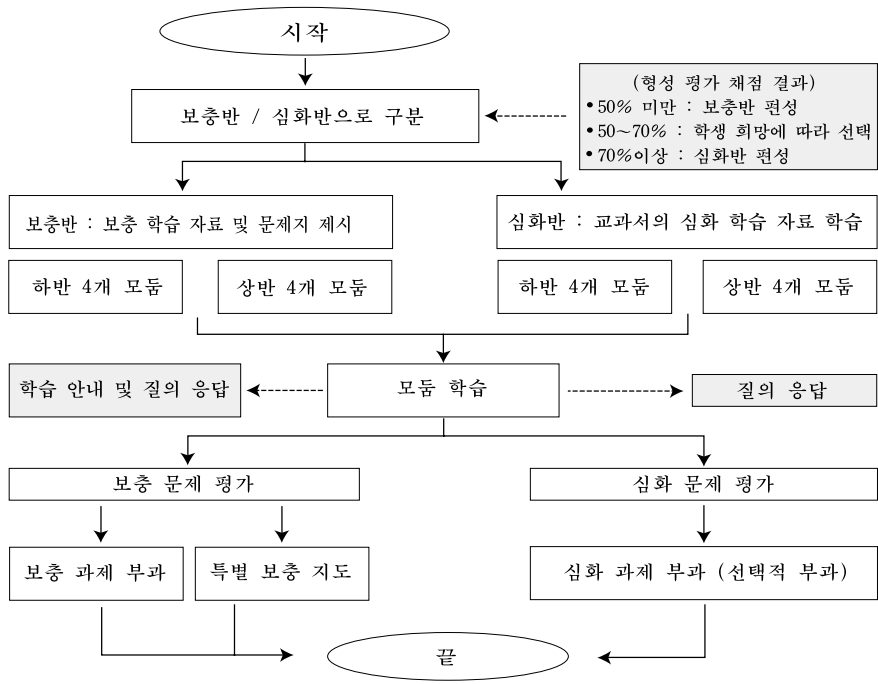 시작
보충반 / 심화반으로 구분
(형성 평가 채점 결과)
•50% 미만 : 보충반 편성
•50~70% : 학생 희망에 따라 선택
•70%이상 : 심화반 편성
보충반 : 보충 학습 자료 및 문제지 제시
심화반 : 교과서의 심화 학습 자료 학습
하반 4개 모둠
상반 4개 모둠
하반 4개 모둠
상반 4개 모둠
학습 안내 및 질의 응답
모둠 학습
질의 응답
보충 문제 평가
심화 문제 평가
보충 과제 부과
특별 보충 지도
심화 과제 부과 (선택적 부과)
끝